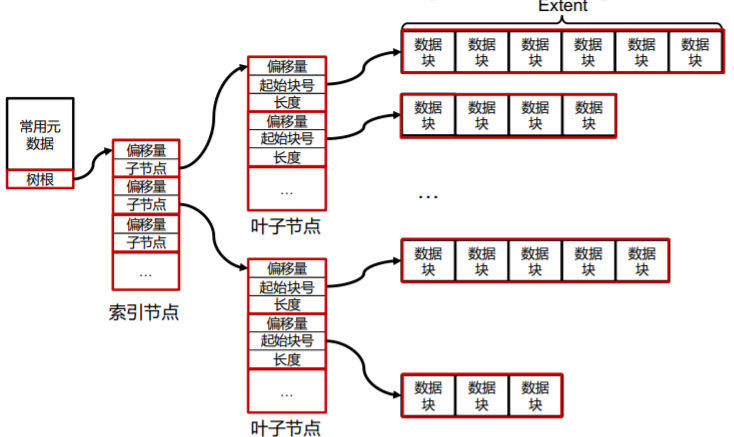 Extent
数据块
数据块
数据块
数据块
数据块
数据块
偏移量
起始块号
长度
偏移量
起始块号
长度
…
叶子节点
数据块
数据块
数据块
数据块
…
常用元
数据
树根
偏移量
子节点
偏移量
子节点
偏移量
子节点
…
索引节点
偏移量
起始块号
长度
偏移量
起始块号
长度
…
叶子节点
数据块
数据块
数据块
数据块
数据块
数据块
数据块
数据块